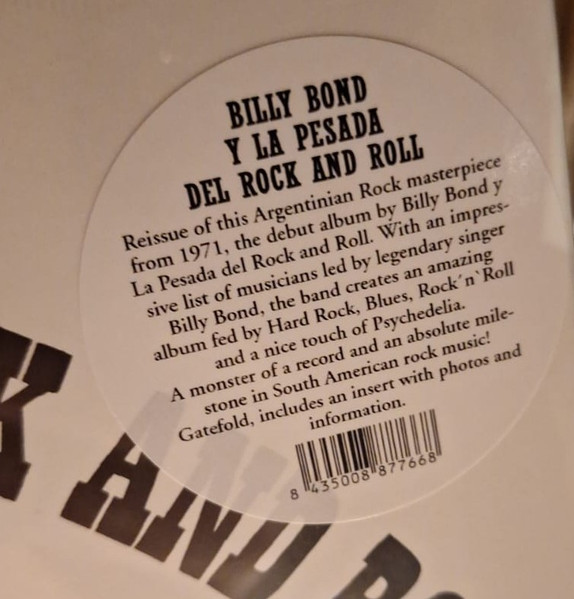 BILLY BOND
Y LA PESADA
DEL ROCK AND ROLL
Reissue of this Argentinian Rock masterpiece
from 1971, the debut album by Billy Bond y
La Pesada del Rock and Roll. With an impres-
sive list of musicians led by legendary singer
Billy Bond, the band creates an amazing
album fed by Hard Rock, Blues, Rock´n`Roll
and a nice touch of Psychedelia.
A monster of a record and an absolute mile-
stone in South American rock music!
Gatefold, includes an insert with photos and
information.
8 435008 877668
K AND